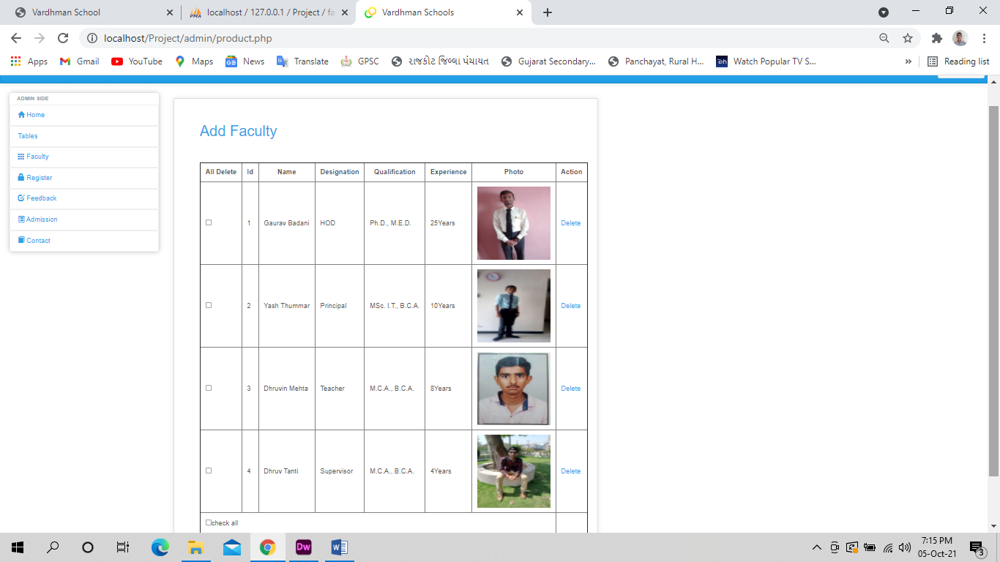 Vardhman School
localhost / 127.0.0.1 / Project / fa
Vardhman Schools
localhost/Project/admin/product.php
Apps
Gmail
YouTube
Maps
News
Translate
GPSC
રાજકોટ જિલ્લા પંચાયત
Gujarat Secondary...
Panchayat, Rural H...
Watch Popular TV S...
»
Reading list
ADMIN SIDE
Home
Tables
Faculty
Register
Feedback
Admission
Contact
Add Faculty
All Delete Id Name Designation Qualification Experience Photo Action
1 Gaurav Badani HOD Ph.D., M.E.D. 25Years Delete
2 Yash Thummar Principal MSc. I.T., B.C.A. 10Years Delete
3 Dhruvin Mehta Teacher M.C.A., B.C.A. 8Years Delete
4 Dhruv Tanti Supervisor M.C.A., B.C.A. 4Years Delete
check all
7:15 PM
05-Oct-21
3